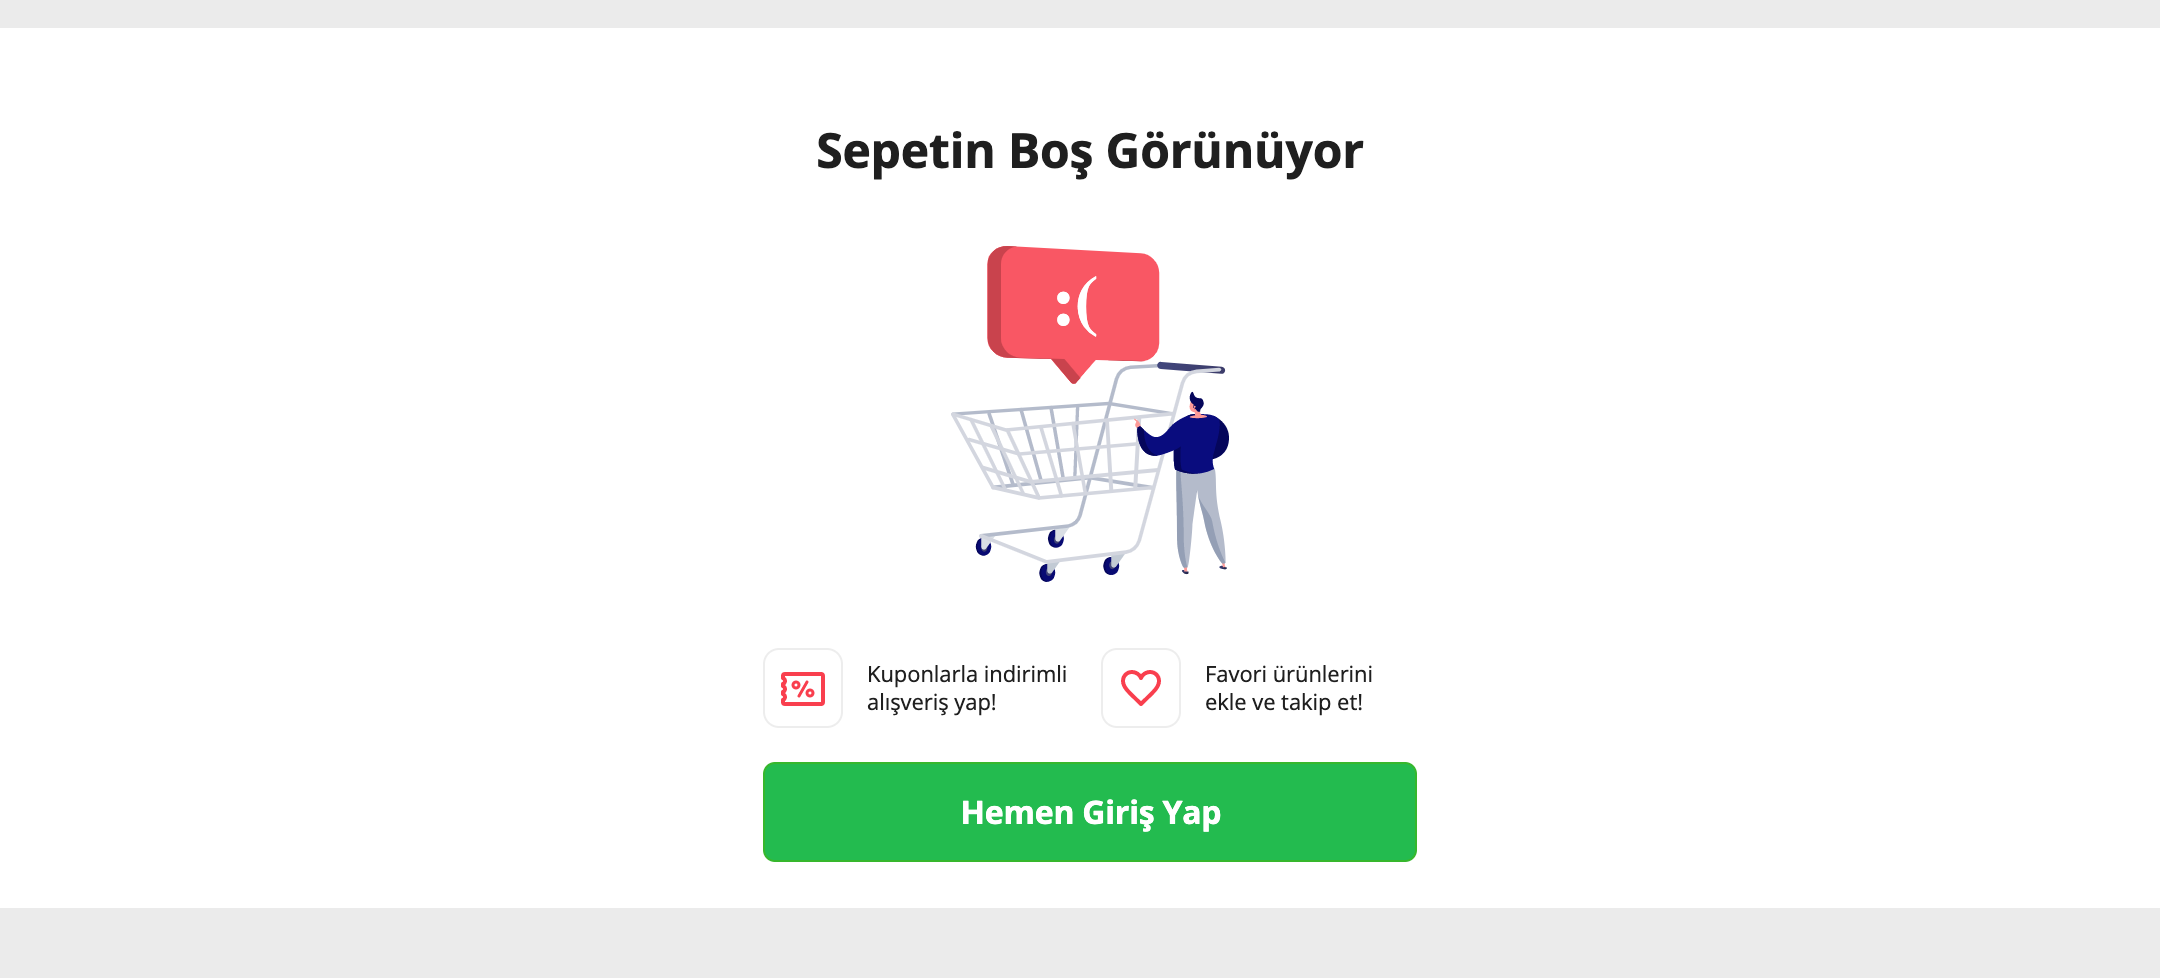 Sepetin Boş Görünüyor
:(
Kuponlarla indirimli
alışveriş yap!
Favori ürünlerini
ekle ve takip et!
Hemen Giriş Yap